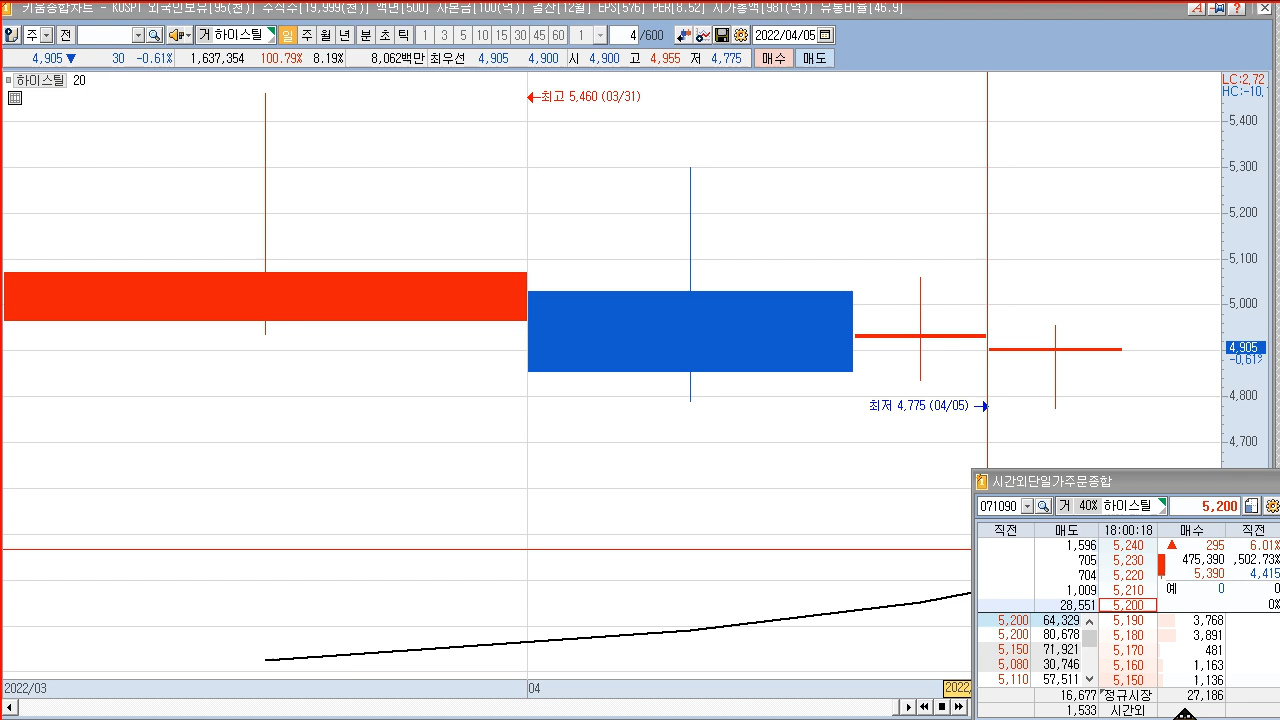 키움종합차트 - KOSPI 외국인보유[95(천)] 주식수[19,999(천)] 액면[500] 자본금[100(억)] 결산[12월] EPS[576] PER[8.52] 시가총액[981(억)] 유통비율[46.9]
주 전 거 하이스틸 일 주 월 년 분 초 틱 1 3 5 10 15 30 45 60 1 4 /600 2022/04/05
4,905 ▼ 30 -0.61% 1,637,354 100.79% 8.19% 8,062백만 최우선 4,905 4,900 시 4,900 고 4,955 저 4,775 매수 매도
하이스틸 20
LC:2,72
HC:-10,
←최고 5,460 (03/31)
5,400
5,300
5,200
5,100
5,000
4,905
-0.61%
4,800
최저 4,775 (04/05) →
4,700
시간외단일가주문종합
071090 거 40% 하이스틸 5,200
직전 매도 18:00:18 매수 직전
1,596 5,240 ▲ 295 6.01%
705 5,230 475,390 ,502.73%
704 5,220 5,390 4,415
1,009 5,210 예 0 0
28,551 5,200 0%
5,200 64,329 5,190 3,768
5,200 80,678 5,180 3,891
5,150 71,921 5,170 481
5,080 30,746 5,160 1,163
5,110 57,511 5,150 1,136
16,677 정규시장 27,186
1,533 시간외
2022/03 04 2022,